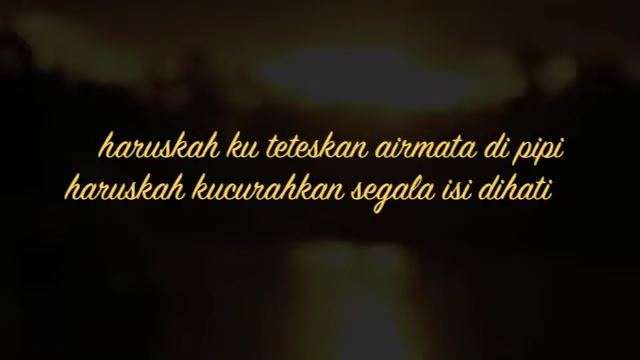 haruskah ku teteskan airmata di pipi
haruskah kucurahkan segala isi dihati